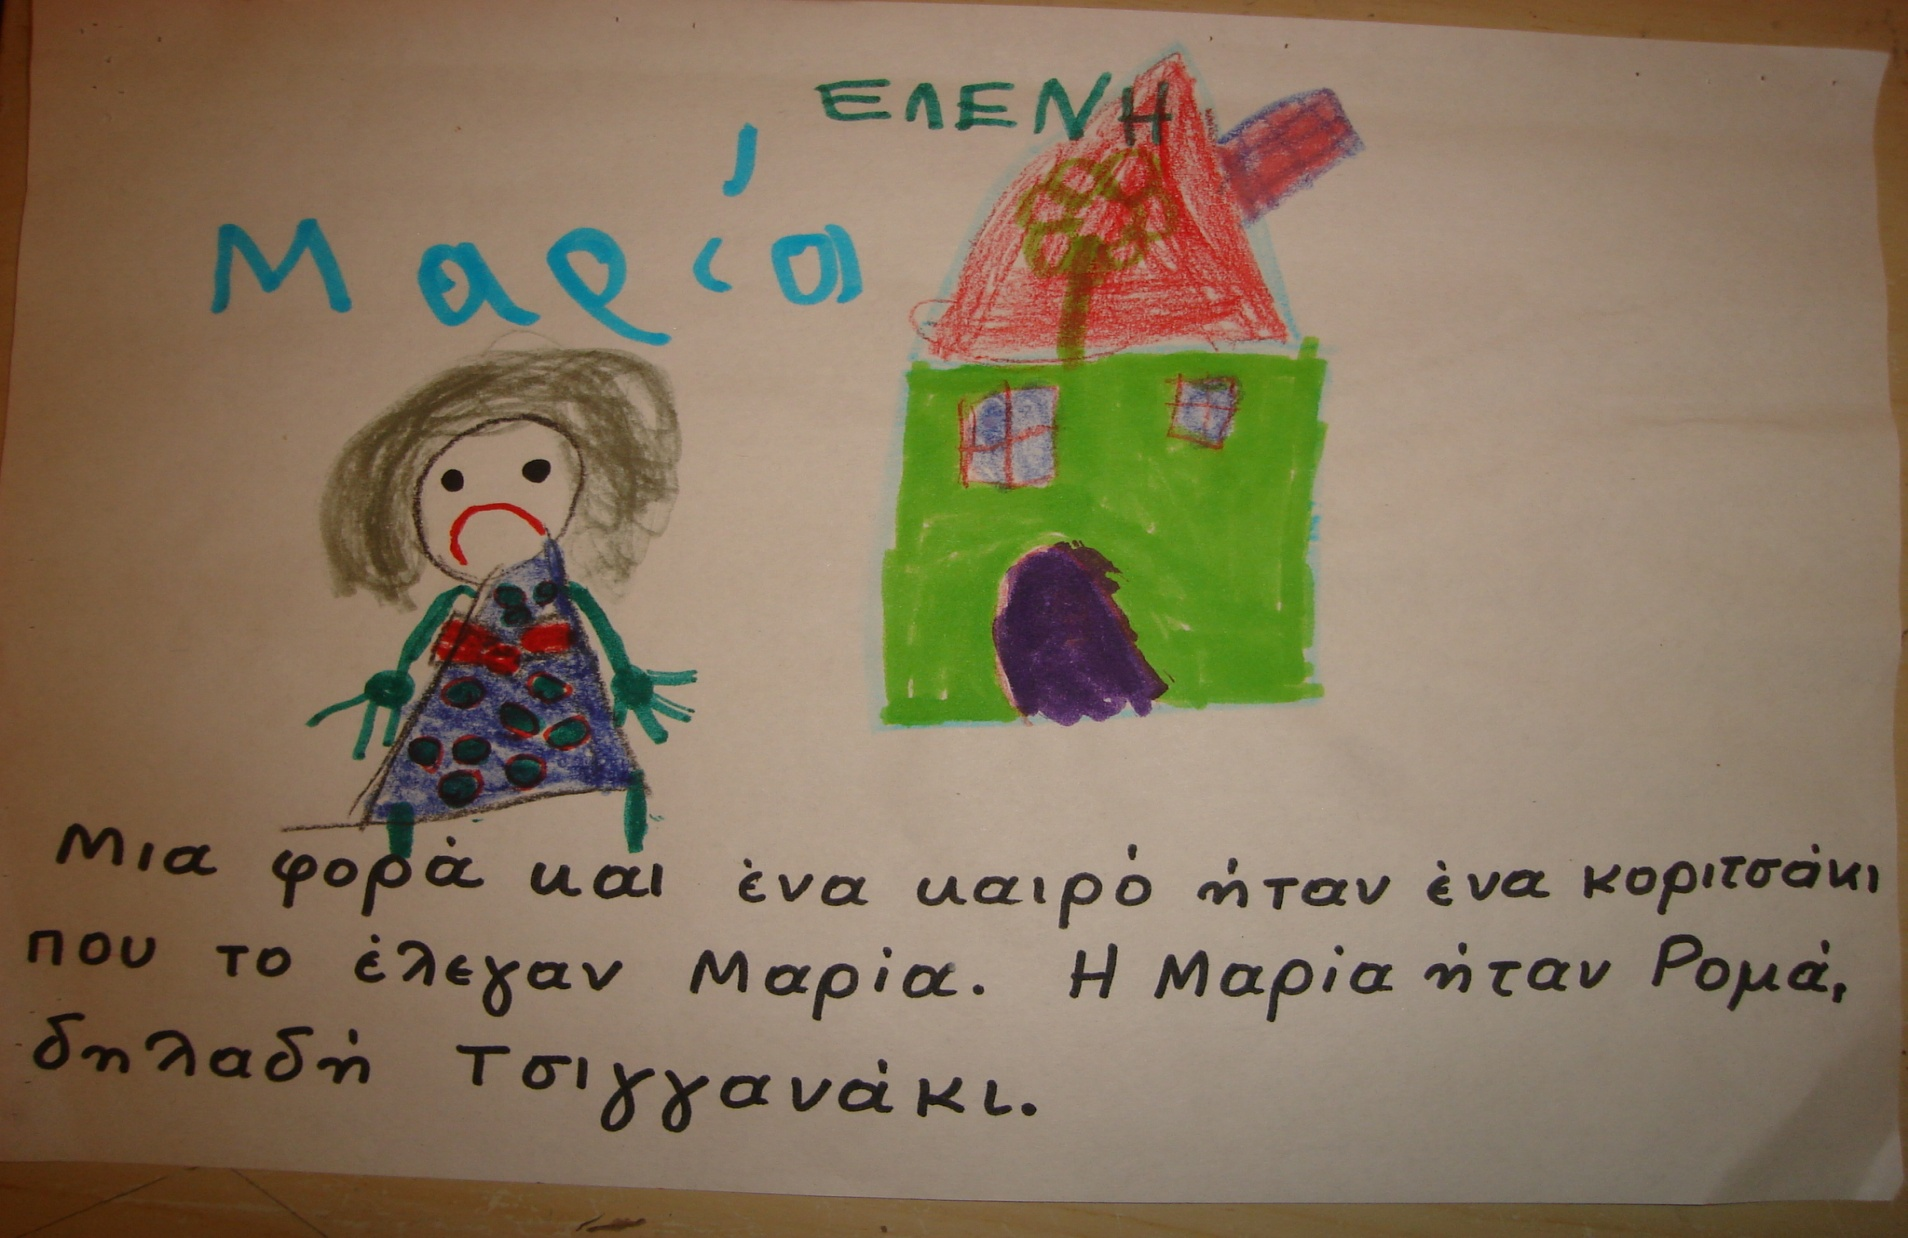 ΕΛΕΝΗ
Μαρία
Μια φορά και ένα καιρό ήταν ένα κοριτσάκι
που το έλεγαν Μαρία. Η Μαρία ήταν Ρομά,
δηλαδή Τσιγγανάκι.